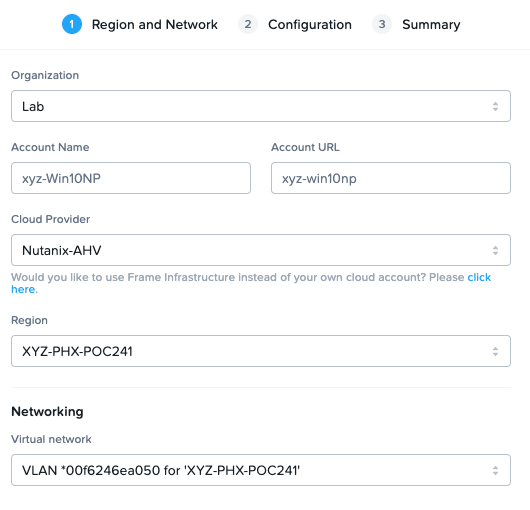 1 Region and Network 2 Configuration 3 Summary
Organization
Lab
Account Name Account URL
xyz-Win10NP xyz-win10np
Cloud Provider
Nutanix-AHV
Would you like to use Frame Infrastructure instead of your own cloud account? Please click
here.
Region
XYZ-PHX-POC241
Networking
Virtual network
VLAN *00f6246ea050 for 'XYZ-PHX-POC241'